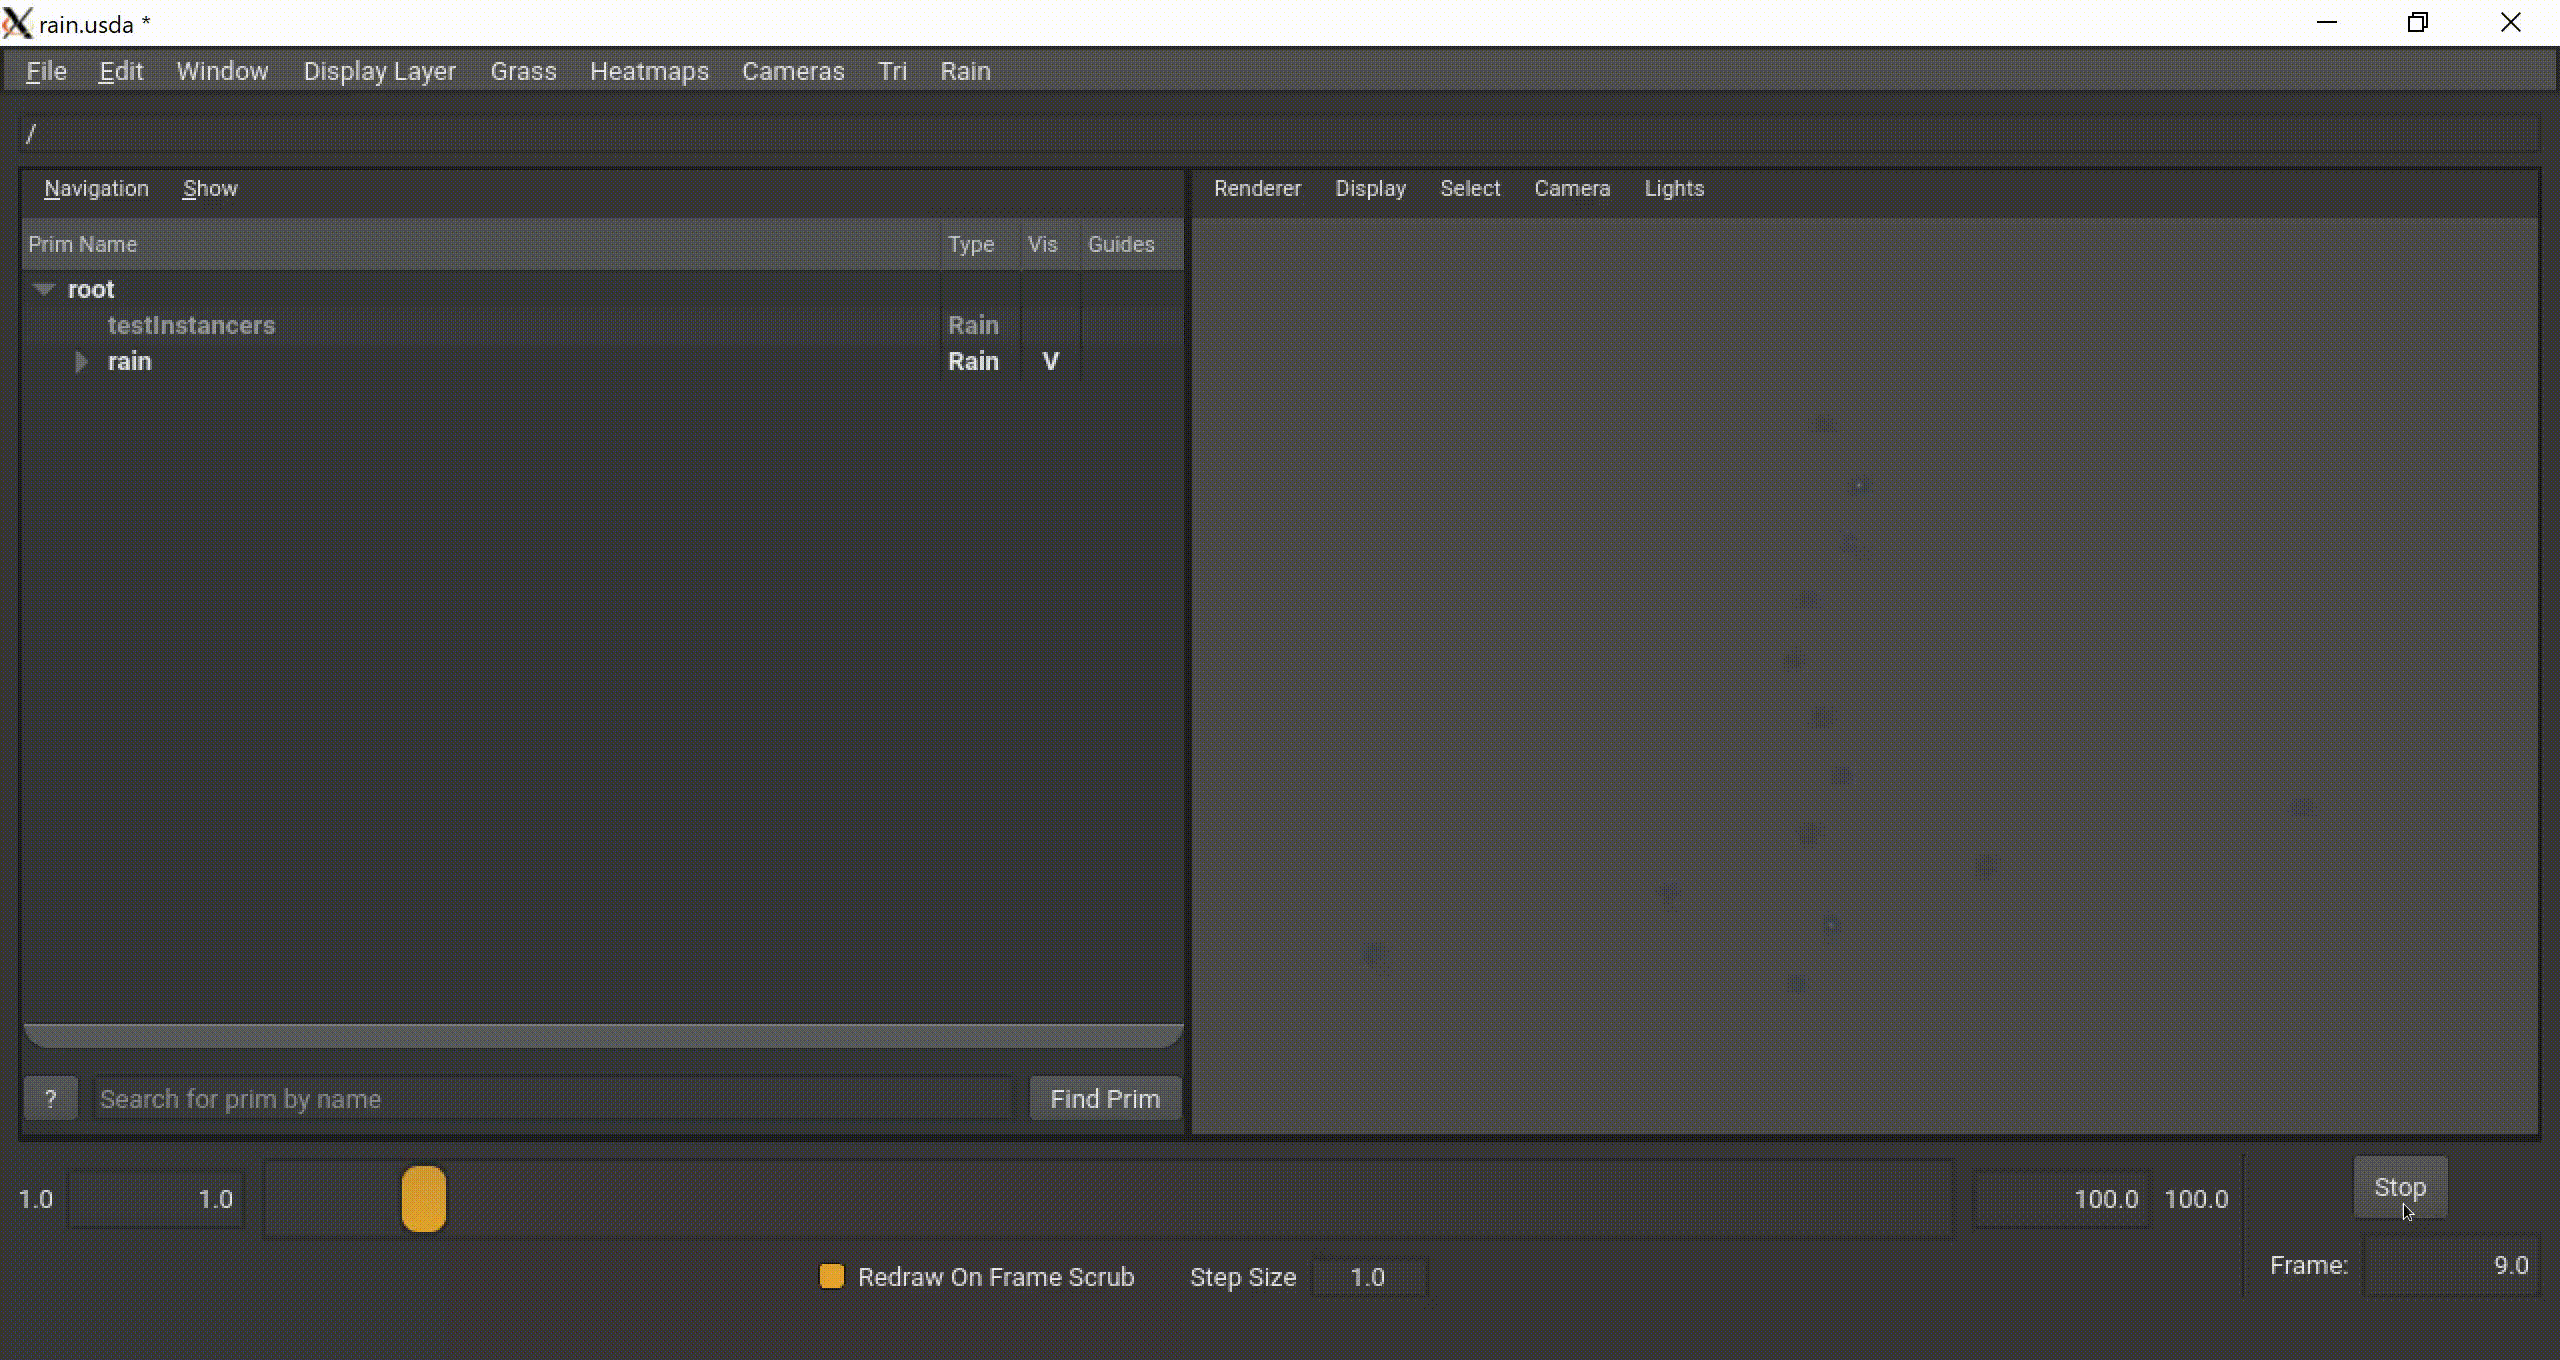 rain.usda *
File Edit Window Display Layer Grass Heatmaps Cameras Tri Rain
/
Navigation Show
Renderer Display Select Camera Lights
Prim Name Type Vis Guides
root
testInstancers Rain
rain Rain V
? Search for prim by name Find Prim
1.0 1.0 100.0 100.0 Stop
Redraw On Frame Scrub Step Size 1.0 Frame: 9.0